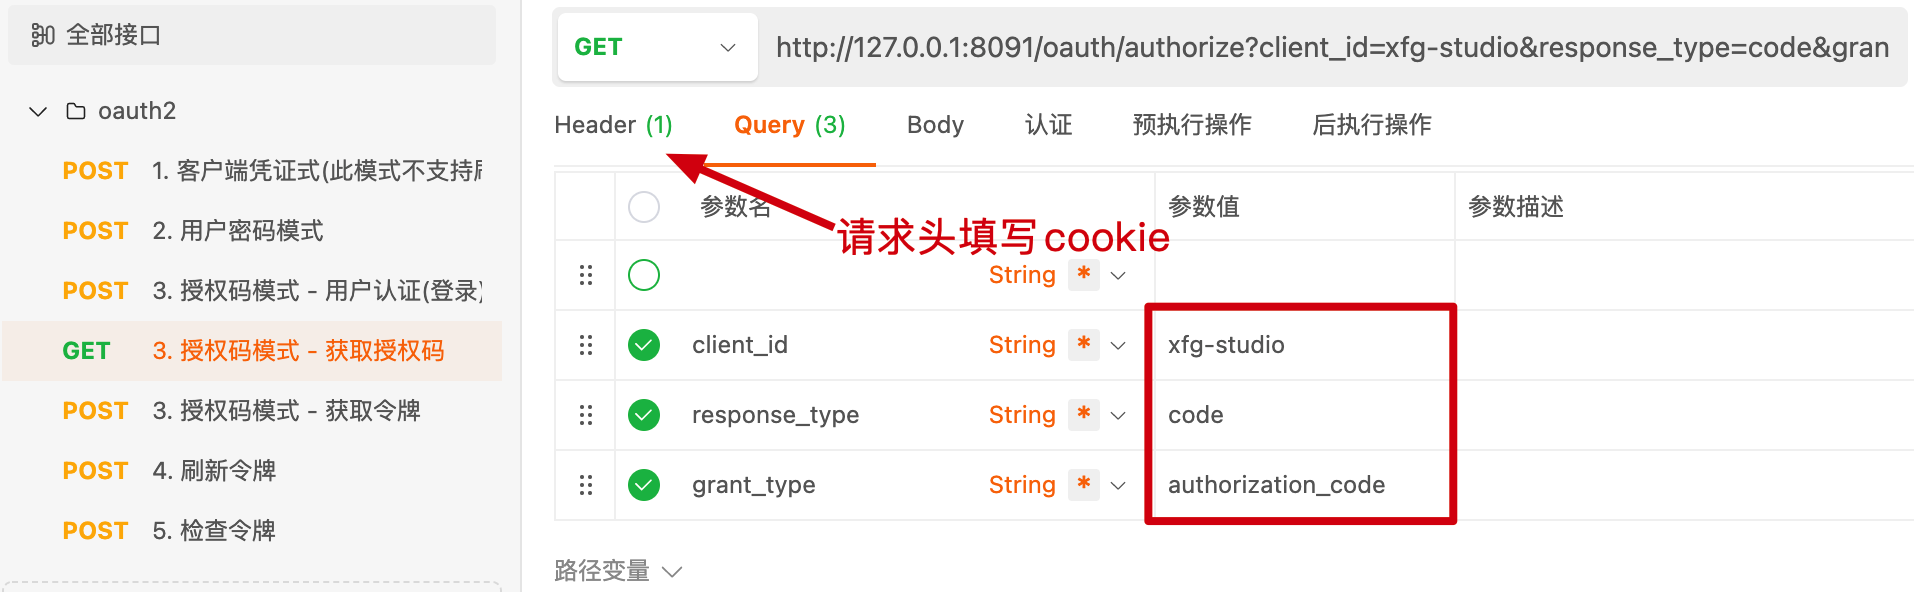 全部接口
oauth2
POST 1. 客户端凭证式(此模式不支持
POST 2. 用户密码模式
POST 3. 授权码模式 - 用户认证(登录)
GET 3. 授权码模式 - 获取授权码
POST 3. 授权码模式 - 获取令牌
POST 4. 刷新令牌
POST 5. 检查令牌
GET http://127.0.0.1:8091/oauth/authorize?client_id=xfg-studio&response_type=code&gran
Header (1) Query (3) Body 认证 预执行操作 后执行操作
参数名 参数值 参数描述
请求头填写cookie
String *
client_id String * xfg-studio
response_type String * code
grant_type String * authorization_code
路径变量